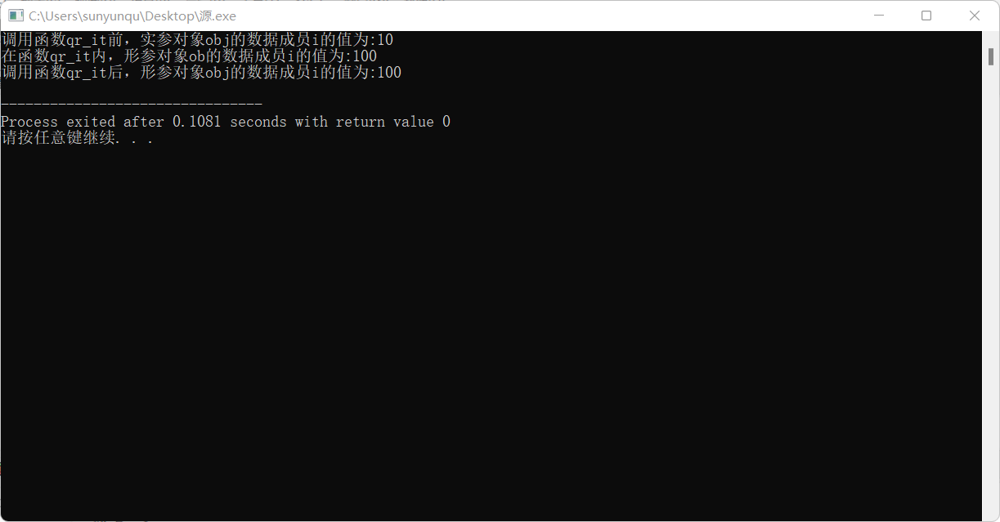 C:\Users\sunyunqu\Desktop\源.exe
调用函数qr_it前，实参对象obj的数据成员i的值为:10
在函数qr_it内，形参对象ob的数据成员i的值为:100
调用函数qr_it后，形参对象obj的数据成员i的值为:100
--------------------------------
Process exited after 0.1081 seconds with return value 0
请按任意键继续. . .